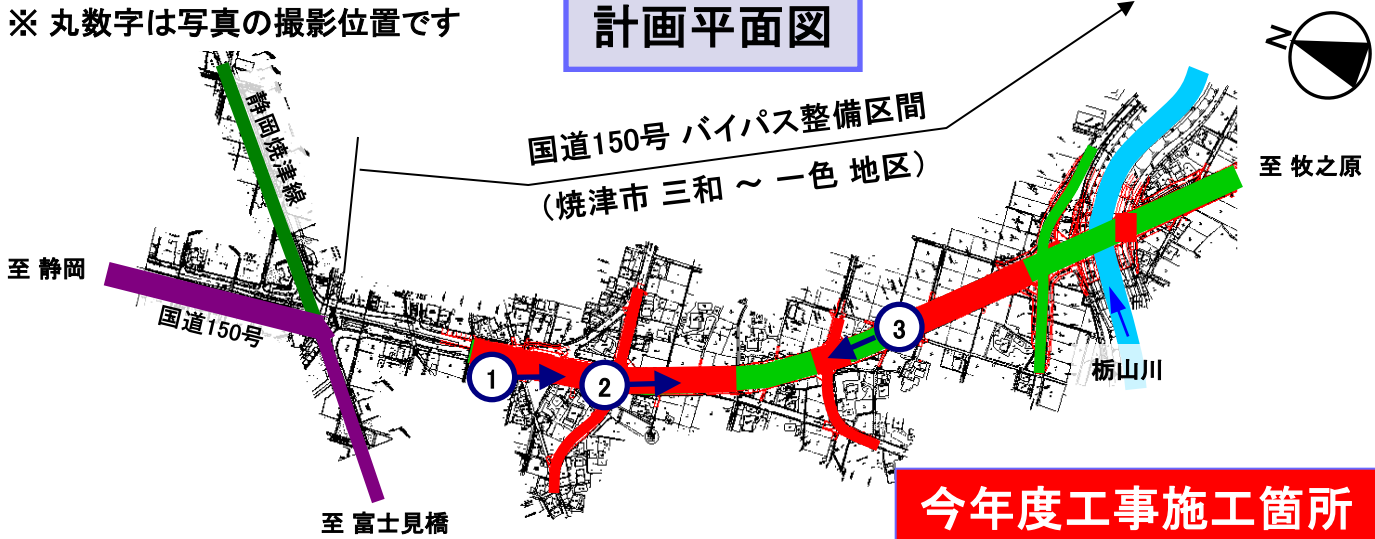 ※ 丸数字は写真の撮影位置です
計画平面図
N
静岡焼津線
国道150号 バイパス整備区間
(焼津市 三和 ～ 一色 地区)
至 牧之原
至 静岡
国道150号
①
②
③
栃山川
至 富士見橋
今年度工事施工箇所